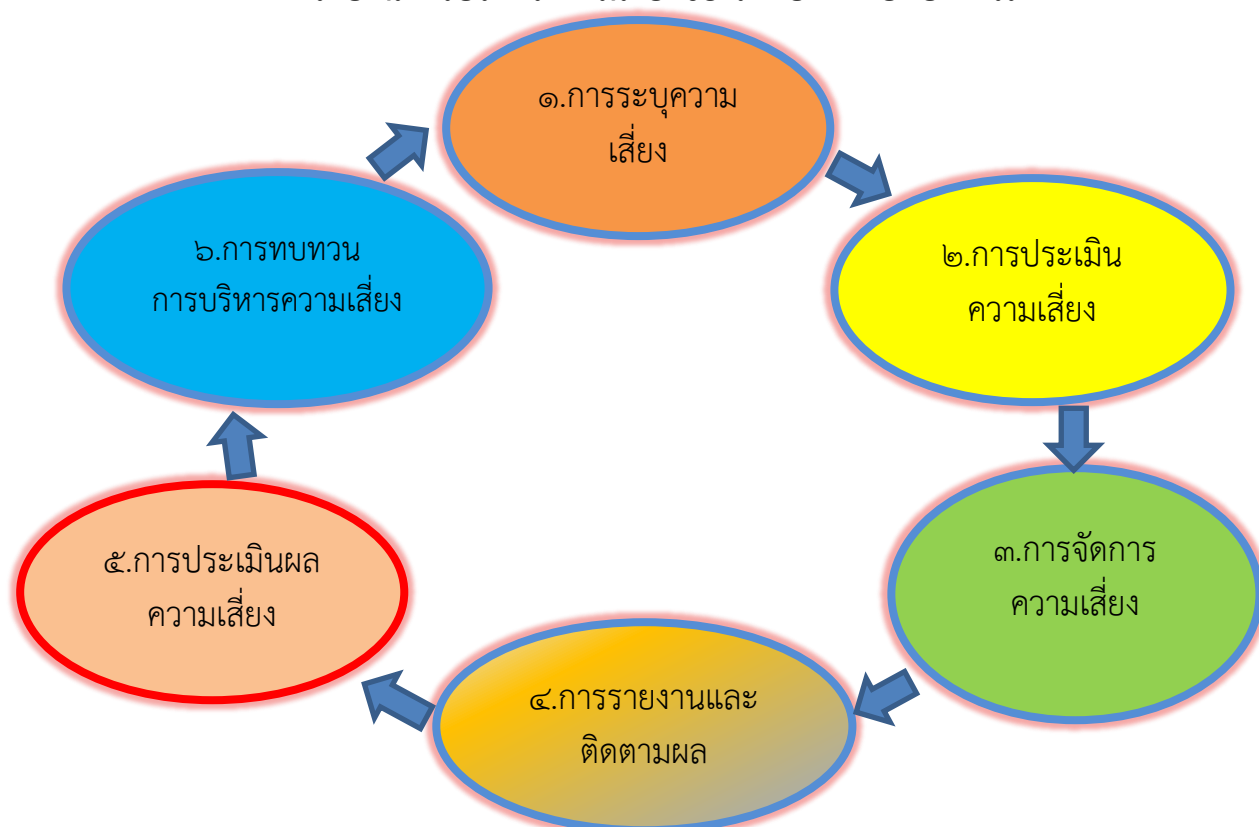 ๑.การระบุความ
เสี่ยง
๒.การประเมิน
ความเสี่ยง
๓.การจัดการ
ความเสี่ยง
๔.การรายงานและ
ติดตามผล
๕.การประเมินผล
ความเสี่ยง
๖.การทบทวน
การบริหารความเสี่ยง